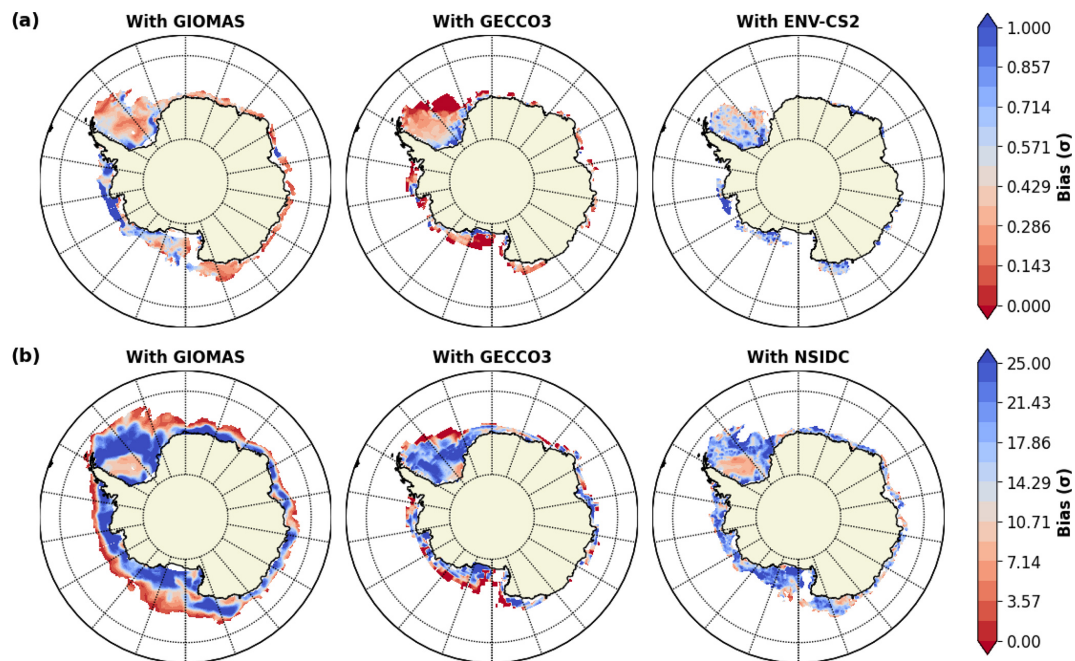 (a)
With GIOMAS
With GECCO3
With ENV-CS2
1.000
0.857
0.714
0.571
0.429
0.286
0.143
0.000
Bias (σ)
(b)
With GIOMAS
With GECCO3
With NSIDC
25.00
21.43
17.86
14.29
10.71
7.14
3.57
0.00
Bias (σ)